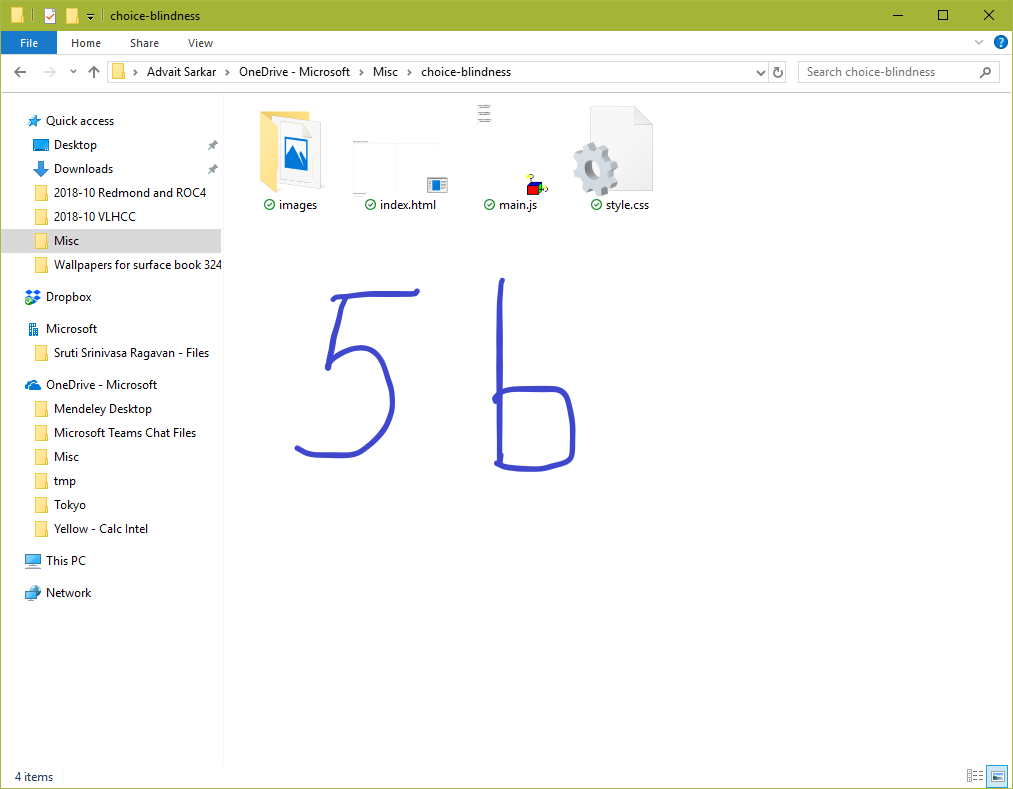 choice-blindness
File Home Share View
Advait Sarkar > OneDrive - Microsoft > Misc > choice-blindness
Search choice-blindness
Quick access
Desktop
Downloads
2018-10 Redmond and ROC4
2018-10 VLHCC
Misc
Wallpapers for surface book 324
Dropbox
Microsoft
Sruti Srinivasa Ragavan - Files
OneDrive - Microsoft
Mendeley Desktop
Microsoft Teams Chat Files
Misc
tmp
Tokyo
Yellow - Calc Intel
This PC
Network
images index.html main.js style.css
5 b
4 items